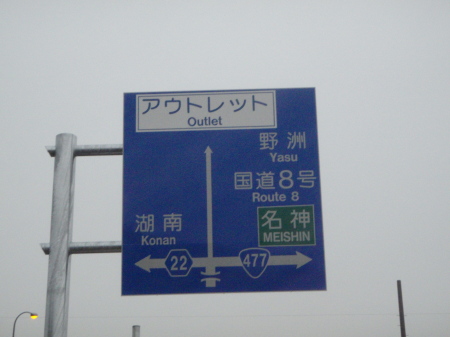 アウトレット
Outlet
野洲
Yasu
国道8号
Route 8
湖南
Konan
名神
MEISHIN
22
477